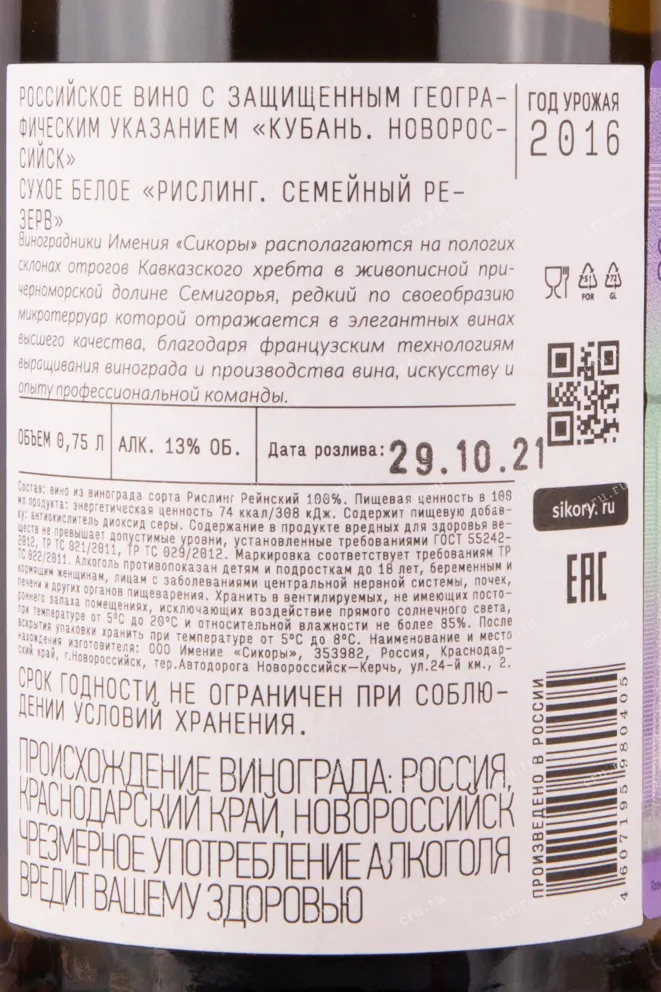 РОССИЙСКОЕ ВИНО С ЗАЩИЩЕННЫМ ГЕОГРА-
ФИЧЕСКИМ УКАЗАНИЕМ «КУБАНЬ. НОВОРОС-
СИЙСК»
СУХОЕ БЕЛОЕ «РИСЛИНГ. СЕМЕЙНЫЙ РЕ-
ЗЕРВ»
ГОД УРОЖАЯ
2016
Виноградники Имения «Сикоры» располагаются на пологих
склонах отрогов Кавказского хребта в живописной при-
черноморской долине Семигорья, редкий по своеобразию
микротерруар которой отражается в элегантных винах
высшего качества, благодаря французским технологиям
выращивания винограда и производства вина, искусству и
опыту профессиональной команды.
FOR
GL
ОБЪЕМ 0,75 Л
АЛК. 13% ОБ.
Дата розлива:
29.10.21
sikory.ru
EAC
Состав: вино из винограда сорта Рислинг Рейнский 100%. Пищевая ценность в 100
мл продукта: энергетическая ценность 74 ккал/308 кДж. Содержит пищевую добав-
ку: антиокислитель диоксид серы. Содержание в продукте вредных для здоровья ве-
ществ не превышает допустимые уровни, установленные требованиями ГОСТ 55242-
2012, ТР ТС 021/2011, ТР ТС 029/2012. Маркировка соответствует требованиям ТР
ТС 022/2011. Алкоголь противопоказан детям и подросткам до 18 лет, беременным и
кормящим женщинам, лицам с заболеваниями центральной нервной системы, почек,
печени и других органов пищеварения. Хранить в вентилируемых, не имеющих посто-
роннего запаха помещениях, исключающих воздействие прямого солнечного света,
при температуре от 5°С до 20°С и относительной влажности не более 85%. После
вскрытия упаковки хранить при температуре от 5°С до 8°С. Наименование и место
нахождения изготовителя: ООО Имение «Сикоры», 353982, Россия, Краснодар-
ский край, г.Новороссийск, тер.Автодорога Новороссийск–Керчь, ул.24-й км., 2.
СРОК ГОДНОСТИ НЕ ОГРАНИЧЕН ПРИ СОБЛЮ-
ДЕНИИ УСЛОВИЙ ХРАНЕНИЯ.
ПРОИСХОЖДЕНИЕ ВИНОГРАДА: РОССИЯ,
КРАСНОДАРСКИЙ КРАЙ, НОВОРОССИЙСК
ЧРЕЗМЕРНОЕ УПОТРЕБЛЕНИЕ АЛКОГОЛЯ
ВРЕДИТ ВАШЕМУ ЗДОРОВЬЮ
ПРОИЗВЕДЕНО В РОССИИ
4607195980405